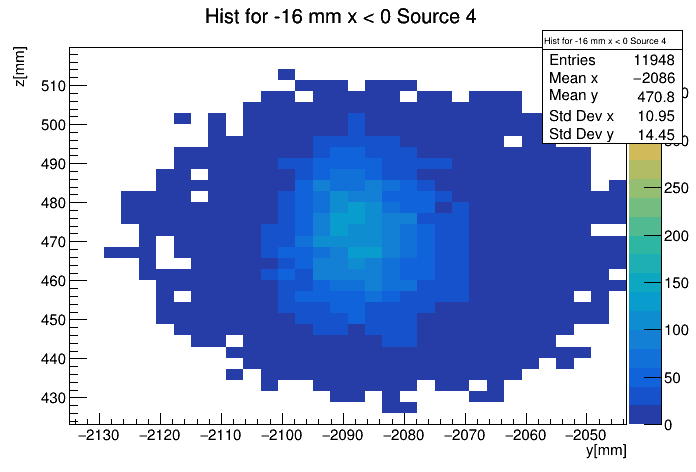 Hist for -16 mm x < 0 Source 4
z[mm]
Hist for -16 mm x < 0 Source 4
Entries 11948
Mean x −2086
Mean y 470.8
Std Dev x 10.95
Std Dev y 14.45
510
500
490
480
470
460
450
440
430
250
200
150
100
50
0
−2130 −2120 −2110 −2100 −2090 −2080 −2070 −2060 −2050
y[mm]